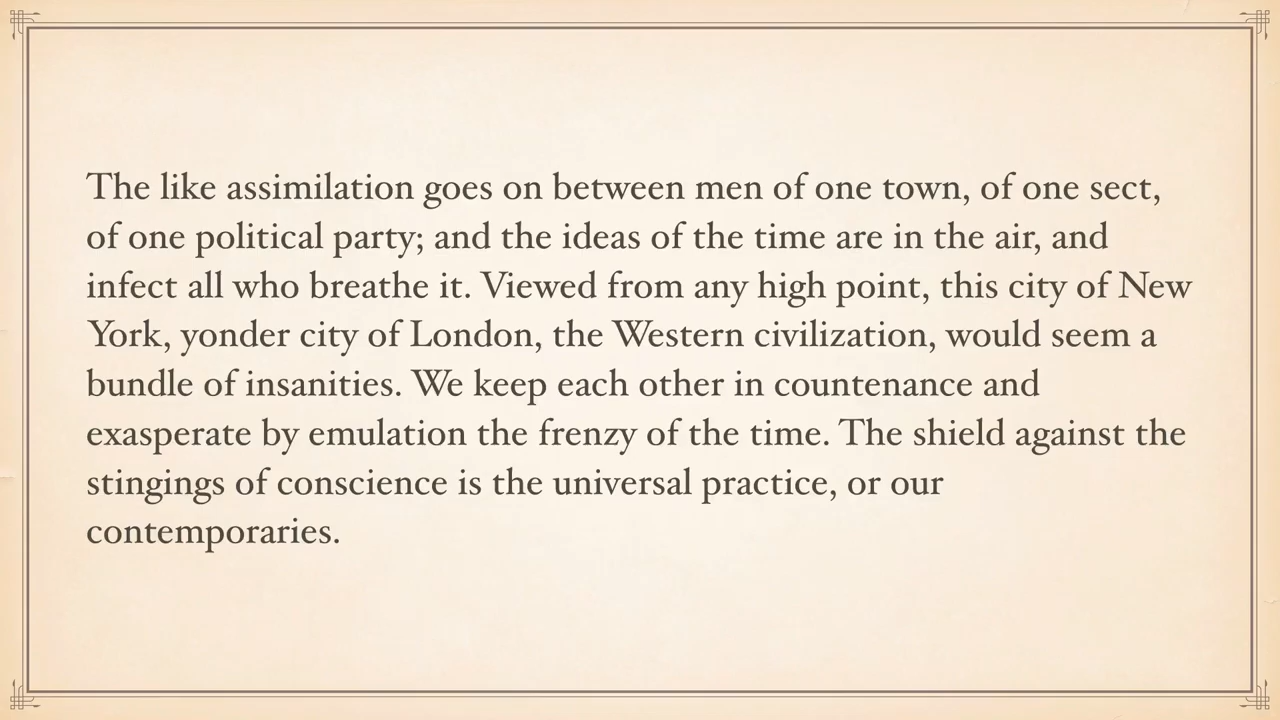 The like assimilation goes on between men of one town, of one sect,
of one political party; and the ideas of the time are in the air, and
infect all who breathe it. Viewed from any high point, this city of New
York, yonder city of London, the Western civilization, would seem a
bundle of insanities. We keep each other in countenance and
exasperate by emulation the frenzy of the time. The shield against the
stingings of conscience is the universal practice, or our
contemporaries.